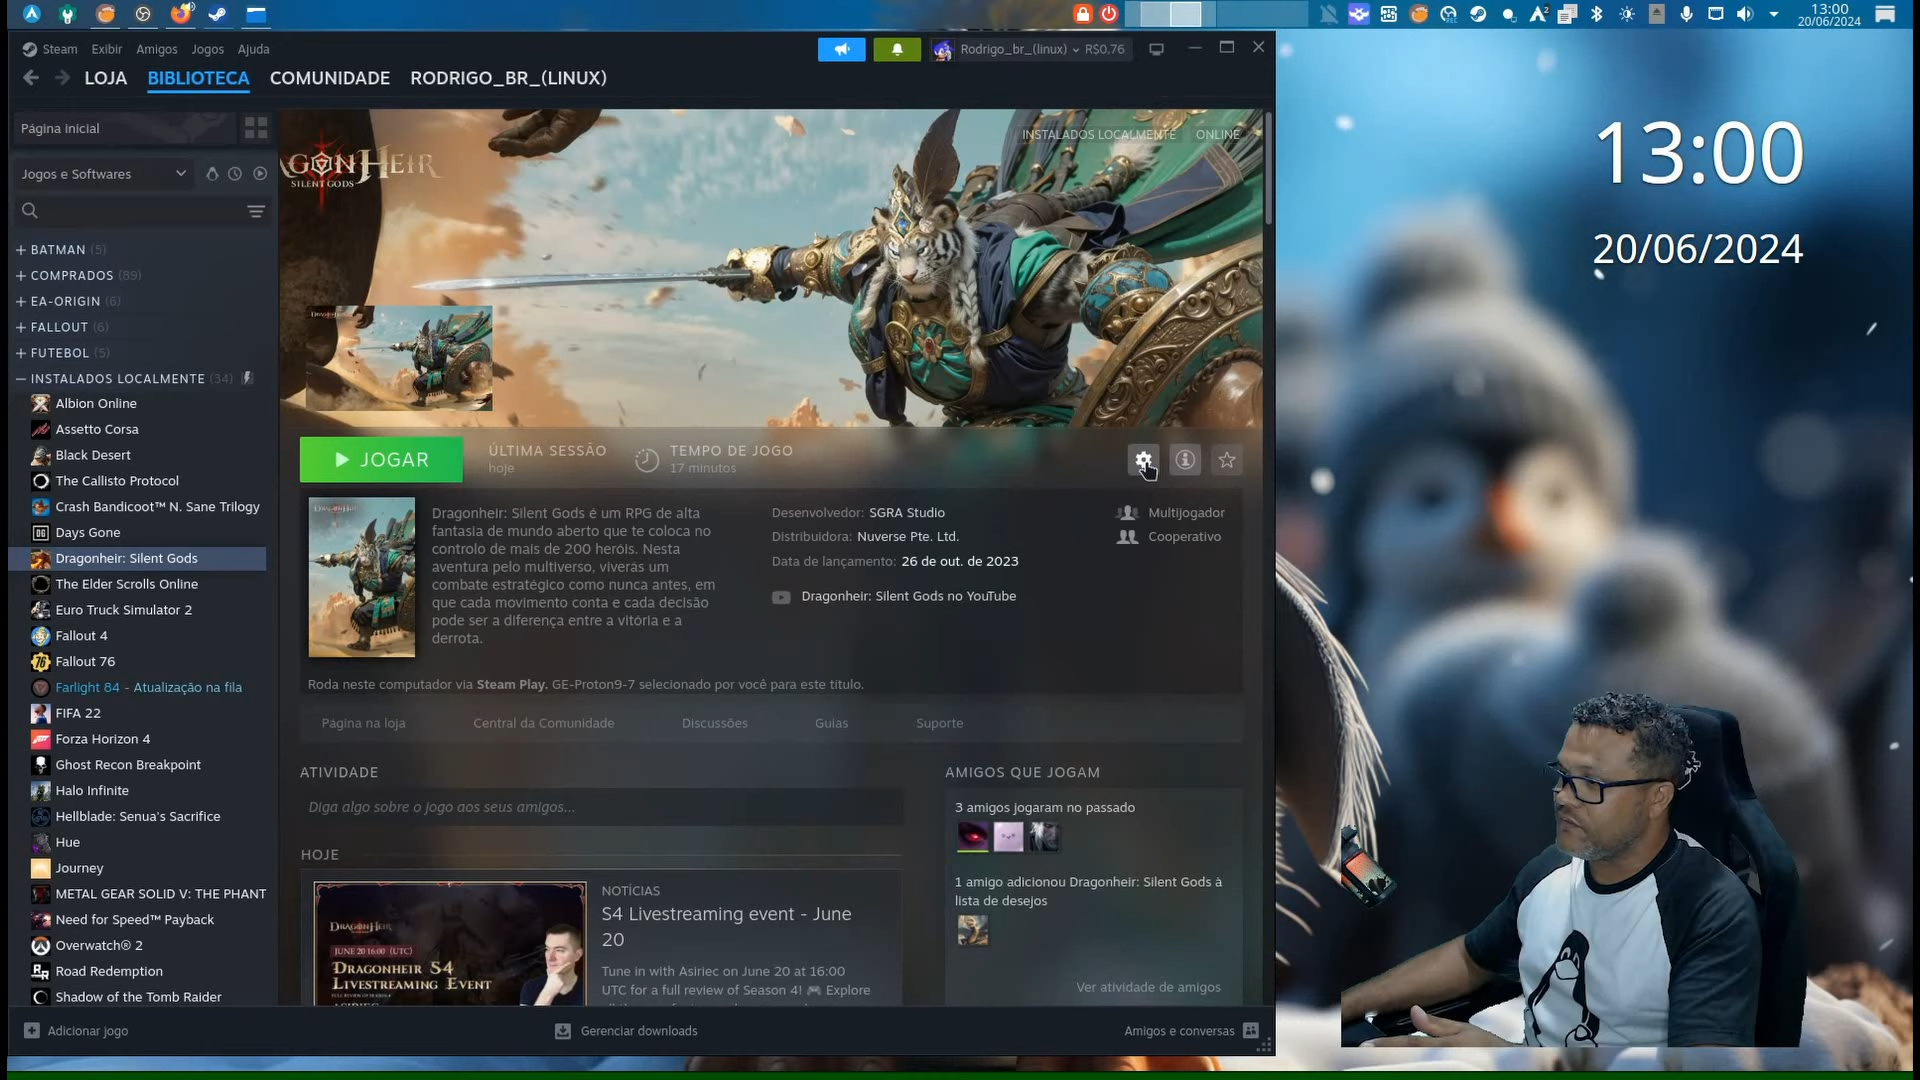 13:00
20/06/2024
Steam Exibir Amigos Jogos Ajuda
Rodrigo_br_(linux) R$0,76
LOJA BIBLIOTECA COMUNIDADE RODRIGO_BR_(LINUX)
Página inicial
Jogos e Softwares
BATMAN (5)
COMPRADOS (89)
EA-ORIGIN (6)
FALLOUT (6)
FUTEBOL (5)
INSTALADOS LOCALMENTE (34)
Albion Online
Assetto Corsa
Black Desert
The Callisto Protocol
Crash Bandicoot™ N. Sane Trilogy
Days Gone
Dragonheir: Silent Gods
The Elder Scrolls Online
Euro Truck Simulator 2
Fallout 4
Fallout 76
Farlight 84 - Atualização na fila
FIFA 22
Forza Horizon 4
Ghost Recon Breakpoint
Halo Infinite
Hellblade: Senua's Sacrifice
Hue
Journey
METAL GEAR SOLID V: THE PHANT
Need for Speed™ Payback
Overwatch® 2
Road Redemption
Shadow of the Tomb Raider
INSTALADOS LOCALMENTE ONLINE
AGONHEIR
SILENT GODS
JOGAR
ÚLTIMA SESSÃO
hoje
TEMPO DE JOGO
17 minutos
Dragonheir: Silent Gods é um RPG de alta
fantasia de mundo aberto que te coloca no
controlo de mais de 200 heróis. Nesta
aventura pelo multiverso, viverás um
combate estratégico como nunca antes, em
que cada movimento conta e cada decisão
pode ser a diferença entre a vitória e a
derrota.
Desenvolvedor: SGRA Studio
Distribuidora: Nuverse Pte. Ltd.
Data de lançamento: 26 de out. de 2023
Dragonheir: Silent Gods no YouTube
Multijogador
Cooperativo
Roda neste computador via Steam Play. GE-Proton9-7 selecionado por você para este título.
Página na loja Central da Comunidade Discussões Guias Suporte
ATIVIDADE
Diga algo sobre o jogo aos seus amigos...
HOJE
DRAGONHEIR
JUNE 20 16:00 (UTC)
DRAGONHEIR S4
LIVESTREAMING EVENT
NOTÍCIAS
S4 Livestreaming event - June
20
Tune in with Asiriec on June 20 at 16:00
UTC for a full review of Season 4! 🎮 Explore
AMIGOS QUE JOGAM
3 amigos jogaram no passado
1 amigo adicionou Dragonheir: Silent Gods à
lista de desejos
Ver atividade de amigos
Adicionar jogo
Gerenciar downloads
Amigos e conversas
13:00
20/06/2024